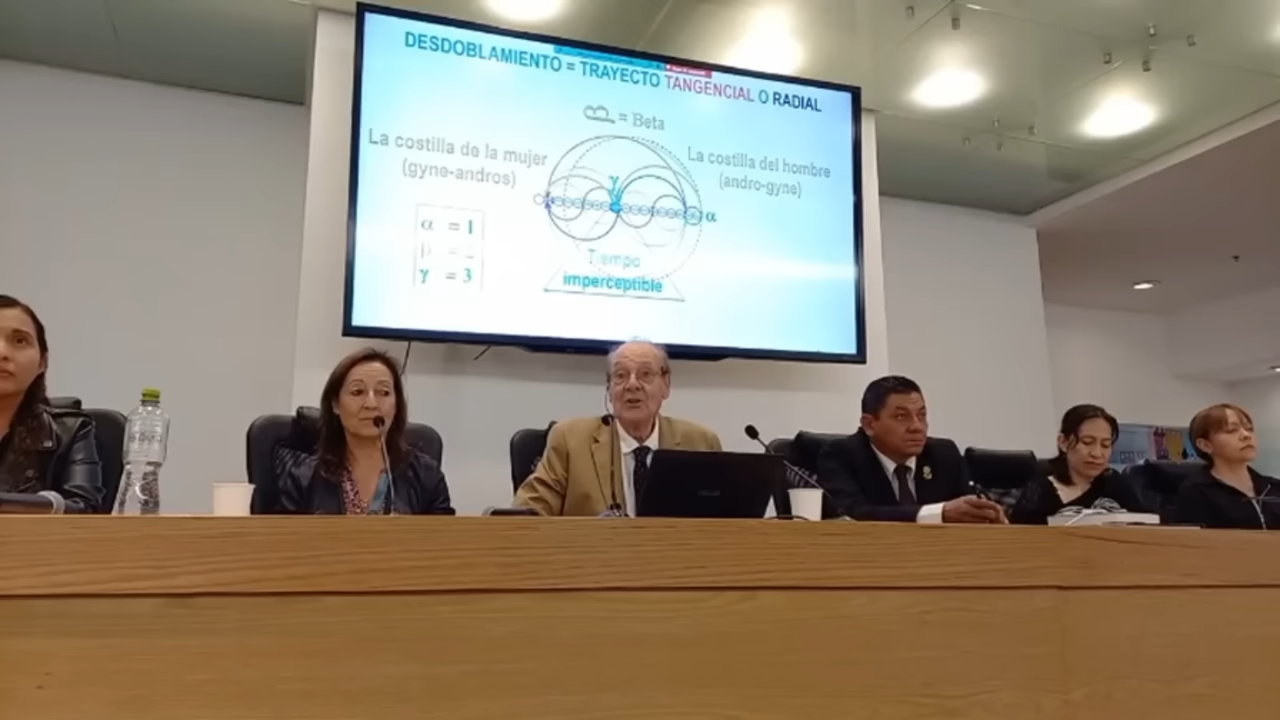 DESDOBLAMIENTO = TRAYECTO TANGENCIAL O RADIAL
= Beta
La costilla de la mujer
(gyne-andros)
La costilla del hombre
(andro-gyne)
γ
α
α = 1
γ = 3
Tiempo
imperceptible
ASUS